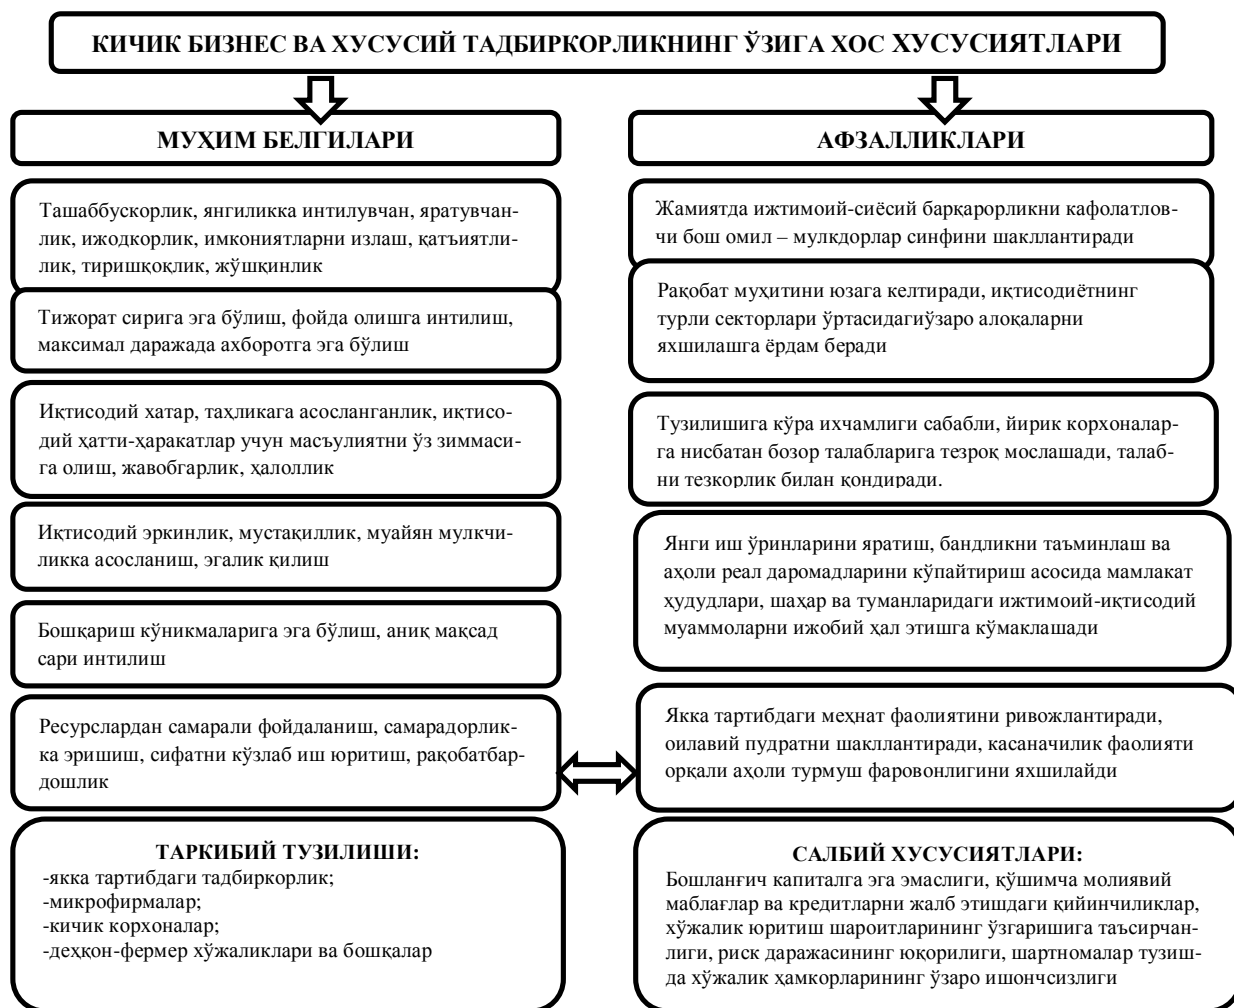 КИЧИК БИЗНЕС ВА ХУСУСИЙ ТАДБИРКОРЛИКНИНГ ЎЗИГА ХОС ХУСУСИЯТЛАРИ
МУҲИМ БЕЛГИЛАРИ
Ташаббускорлик, янгиликка интилувчан, яратувчан-
лик, ижодкорлик, имкониятларни излаш, қатъиятли-
лик, тиришқоқлик, жўшқинлик
Тижорат сирига эга бўлиш, фойда олишга интилиш,
максимал даражада ахборотга эга бўлиш
Иқтисодий хатар, таҳликага асосланганлик, иқтисо-
дий ҳатти-ҳаракатлар учун масъулиятни ўз зиммаси-
га олиш, жавобгарлик, ҳалоллик
Иқтисодий эркинлик, мустақиллик, муайян мулкчи-
ликка асосланиш, эгалик қилиш
Бошқариш кўникмаларига эга бўлиш, аниқ мақсад
сари интилиш
Ресурслардан самарали фойдаланиш, самарадорлик-
ка эришиш, сифатни кўзлаб иш юритиш, рақобатбар-
дошлик
ТАРКИБИЙ ТУЗИЛИШИ:
-якка тартибдаги тадбиркорлик;
-микрофирмалар;
-кичик корхоналар;
-деҳқон-фермер хўжаликлари ва бошқалар
АФЗАЛЛИКЛАРИ
Жамиятда ижтимоий-сиёсий барқарорликни кафолатлов-
чи бош омил – мулкдорлар синфини шакллантиради
Рақобат муҳитини юзага келтиради, иқтисодиётнинг
турли секторлари ўртасидагиўзаро алоқаларни
яхшилашга ёрдам беради
Тузилишига кўра ихчамлиги сабабли, йирик корхоналар-
га нисбатан бозор талабларига тезроқ мослашади, талаб-
ни тезкорлик билан қондиради.
Янги иш ўринларини яратиш, бандликни таъминлаш ва
аҳоли реал даромадларини кўпайтириш асосида мамлакат
ҳудудлари, шаҳар ва туманларидаги ижтимоий-иқтисодий
муаммоларни ижобий ҳал этишга кўмаклашади
Якка тартибдаги меҳнат фаолиятини ривожлантиради,
оилавий пудратни шакллантиради, касаначилик фаолияти
орқали аҳоли турмуш фаровонлигини яхшилайди
САЛБИЙ ХУСУСИЯТЛАРИ:
Бошланғич капиталга эга эмаслиги, қўшимча молиявий
маблағлар ва кредитларни жалб этишдаги қийинчиликлар,
хўжалик юритиш шароитларининг ўзгаришига таъсирчан-
лиги, риск даражасининг юқорилиги, шартномалар тузиш-
да хўжалик ҳамкорларининг ўзаро ишончсизлиги